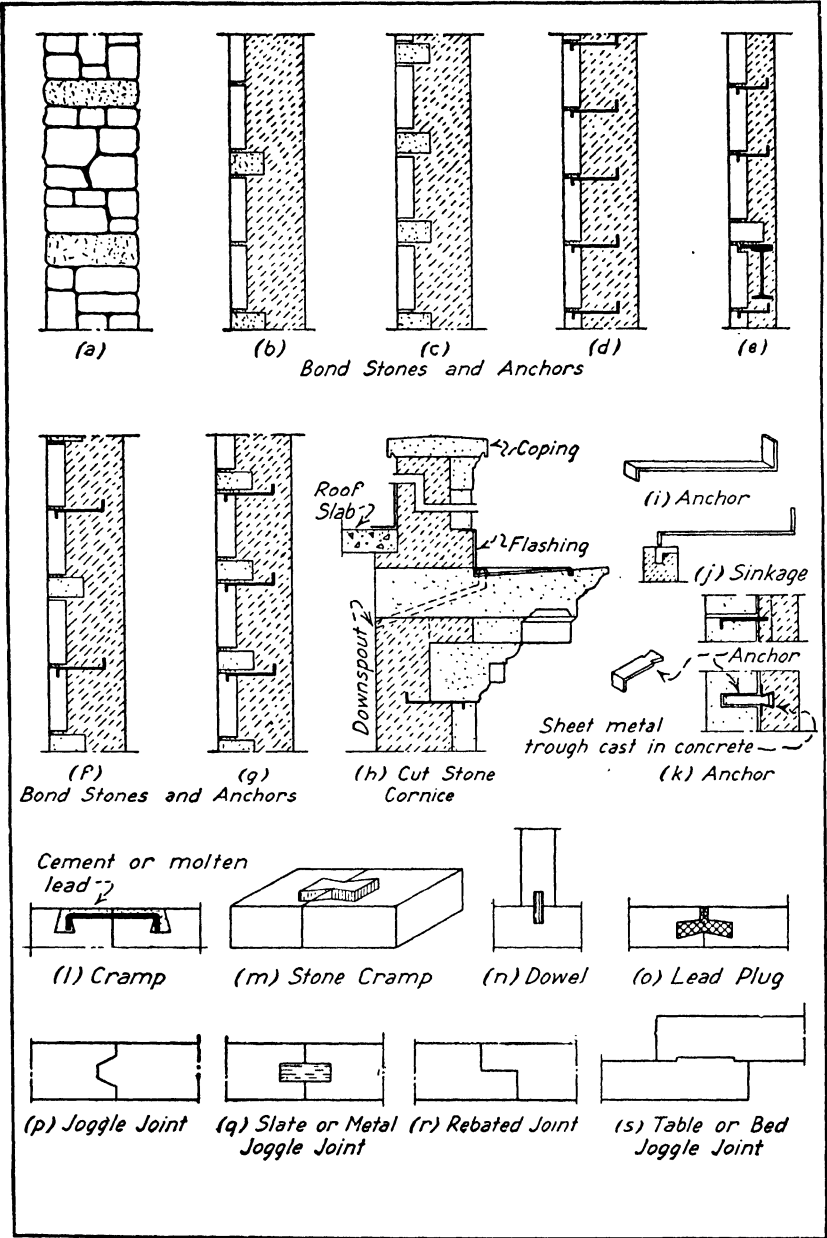 (a)
(b)
(c)
(d)
(e)
Bond Stones and Anchors
Coping
Roof
Slab
Flashing
Downspout
(i) Anchor
(j) Sinkage
Anchor
Sheet metal
trough cast in concrete
(f)
(g)
(h) Cut Stone
Cornice
(k) Anchor
Bond Stones and Anchors
Cement or molten
lead
(l) Cramp
(m) Stone Cramp
(n) Dowel
(o) Lead Plug
(p) Joggle Joint
(q) Slate or Metal
Joggle Joint
(r) Rebated Joint
(s) Table or Bed
Joggle Joint